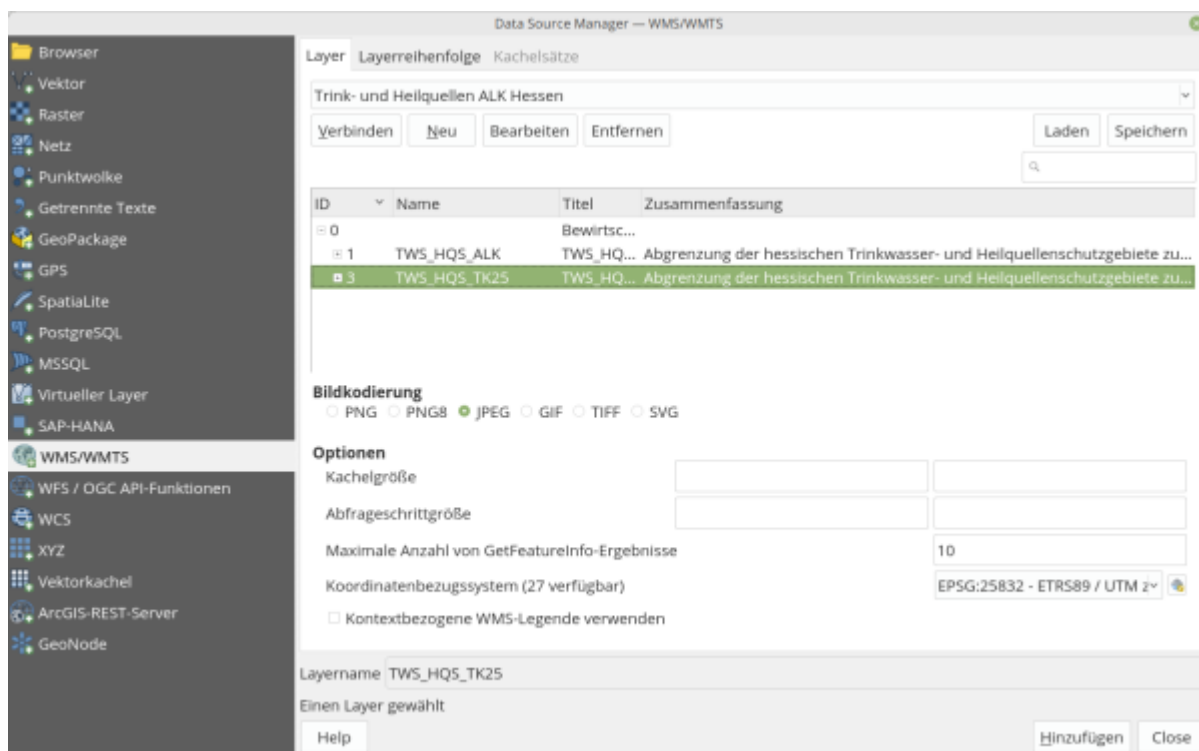 Data Source Manager — WMS/WMTS
Browser
Vektor
Raster
Netz
Punktwolke
Getrennte Texte
GeoPackage
GPS
SpatiaLite
PostgreSQL
MSSQL
Virtueller Layer
SAP-HANA
WMS/WMTS
WFS / OGC API-Funktionen
WCS
XYZ
Vektorkachel
ArcGIS-REST-Server
GeoNode
Layer Layerreihenfolge Kachelsätze
Trink- und Heilquellen ALK Hessen
Verbinden Neu Bearbeiten Entfernen Laden Speichern
ID Name Titel Zusammenfassung
0 Bewirtsc...
1 TWS_HQS_ALK TWS_HQ... Abgrenzung der hessischen Trinkwasser- und Heilquellenschutzgebiete zu...
3 TWS_HQS_TK25 TWS_HQ... Abgrenzung der hessischen Trinkwasser- und Heilquellenschutzgebiete zu...
Bildkodierung
PNG PNG8 JPEG GIF TIFF SVG
Optionen
Kachelgröße
Abfrageschrittgröße
Maximale Anzahl von GetFeatureInfo-Ergebnisse 10
Koordinatenbezugssystem (27 verfügbar) EPSG:25832 - ETRS89 / UTM z
Kontextbezogene WMS-Legende verwenden
Layername TWS_HQS_TK25
Einen Layer gewählt
Help Hinzufügen Close